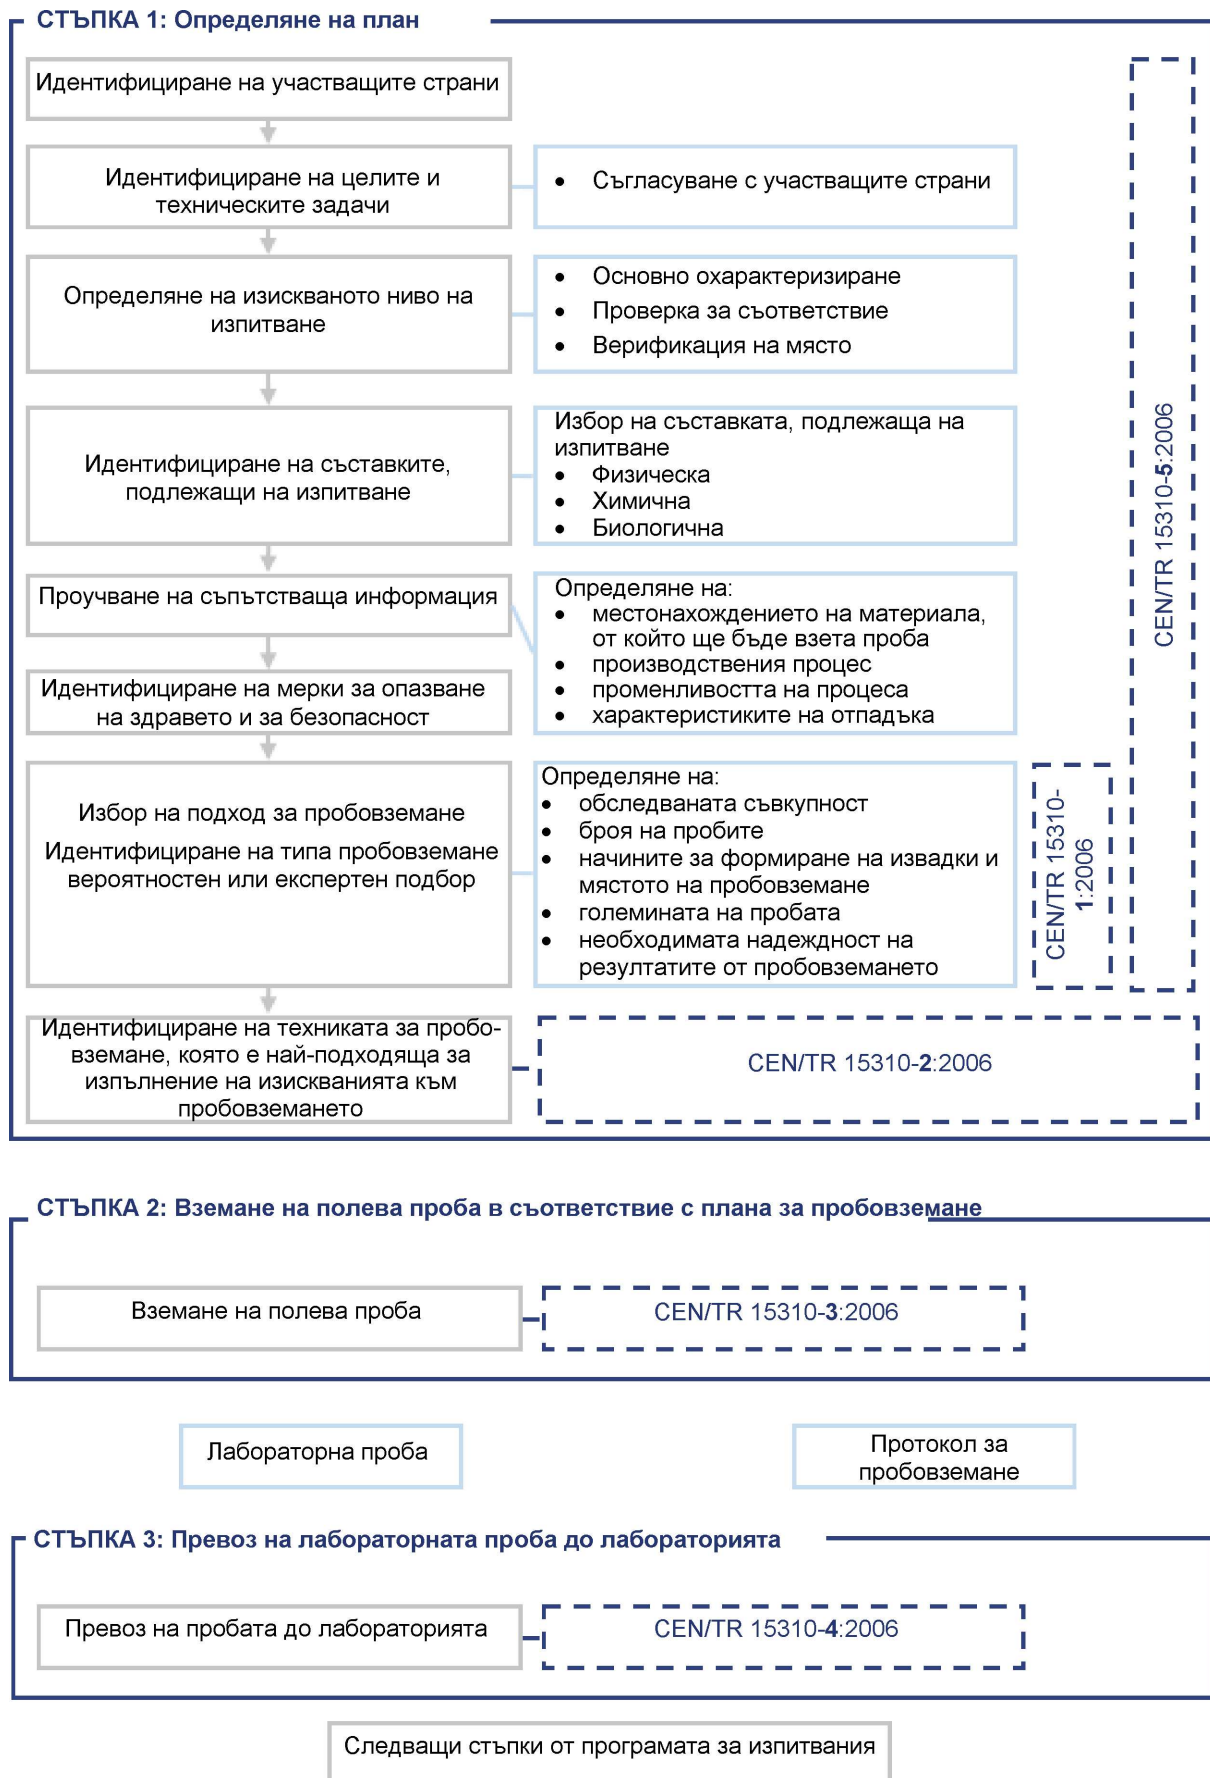 СТЪПКА 1: Определяне на план
Идентифициране на участващите страни
Идентифициране на целите и
техническите задачи
• Съгласуване с участващите страни
Определяне на изискваното ниво на
изпитване
• Основно охарактеризиране
• Проверка за съответствие
• Верификация на място
Идентифициране на съставките,
подлежащи на изпитване
Избор на съставката, подлежаща на
изпитване
• Физическа
• Химична
• Биологична
Проучване на съпътстваща информация
Определяне на:
• местонахождението на материала,
от който ще бъде взета проба
• производствения процес
• променливостта на процеса
• характеристиките на отпадъка
Идентифициране на мерки за опазване
на здравето и за безопасност
Избор на подход за пробовземане
Идентифициране на типа пробовземане
вероятностен или експертен подбор
Определяне на:
• обследваната съвкупност
• броя на пробите
• начините за формиране на извадки и
мястото на пробовземане
• големината на пробата
• необходимата надеждност на
резултатите от пробовземането
CEN/TR 15310-
1:2006
CEN/TR 15310-5:2006
Идентифициране на техниката за пробо-
вземане, която е най-подходяща за
изпълнение на изискванията към
пробовземането
CEN/TR 15310-2:2006
СТЪПКА 2: Вземане на полева проба в съответствие с плана за пробовземане
Вземане на полева проба
CEN/TR 15310-3:2006
Лабораторна проба
Протокол за
пробовземане
СТЪПКА 3: Превоз на лабораторната проба до лабораторията
Превоз на пробата до лабораторията
CEN/TR 15310-4:2006
Следващи стъпки от програмата за изпитвания